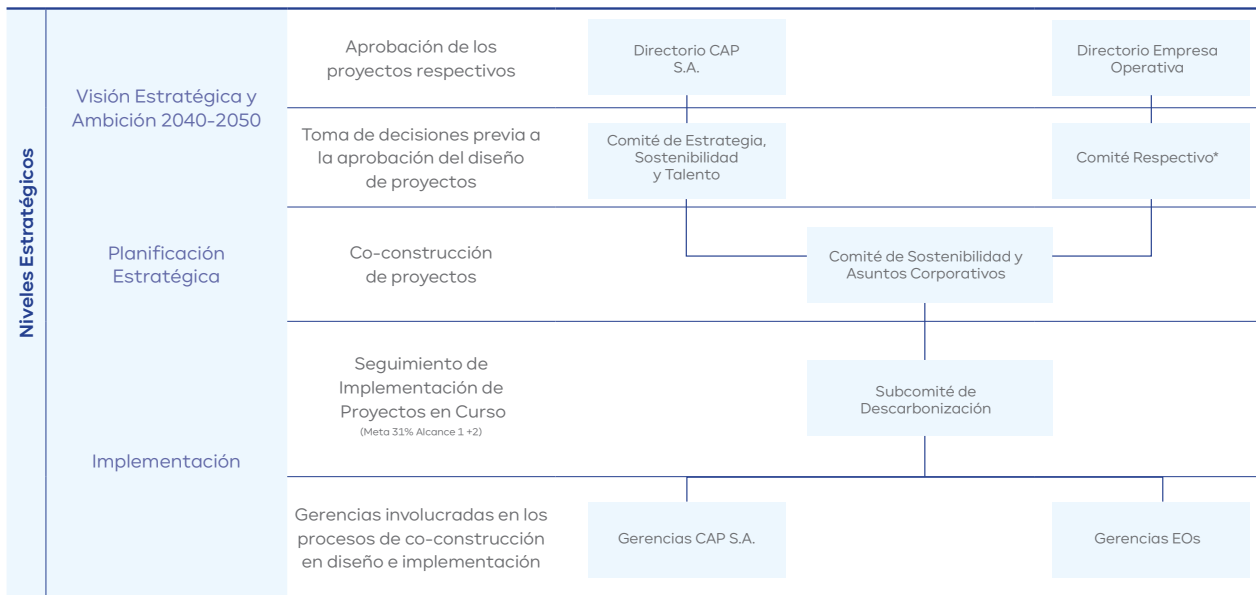 Niveles Estratégicos
Visión Estratégica y
Ambición 2040-2050
Aprobación de los
proyectos respectivos
Directorio CAP
S.A.
Directorio Empresa
Operativa
Toma de decisiones previa a
la aprobación del diseño
de proyectos
Comité de Estrategia,
Sostenibilidad
y Talento
Comité Respectivo*
Planificación
Estratégica
Co-construcción
de proyectos
Comité de Sostenibilidad y
Asuntos Corporativos
Implementación
Seguimiento de
Implementación de
Proyectos en Curso
(Meta 31% Alcance 1 +2)
Subcomité de
Descarbonización
Gerencias involucradas en los
procesos de co-construcción
en diseño e implementación
Gerencias CAP S.A.
Gerencias EOs